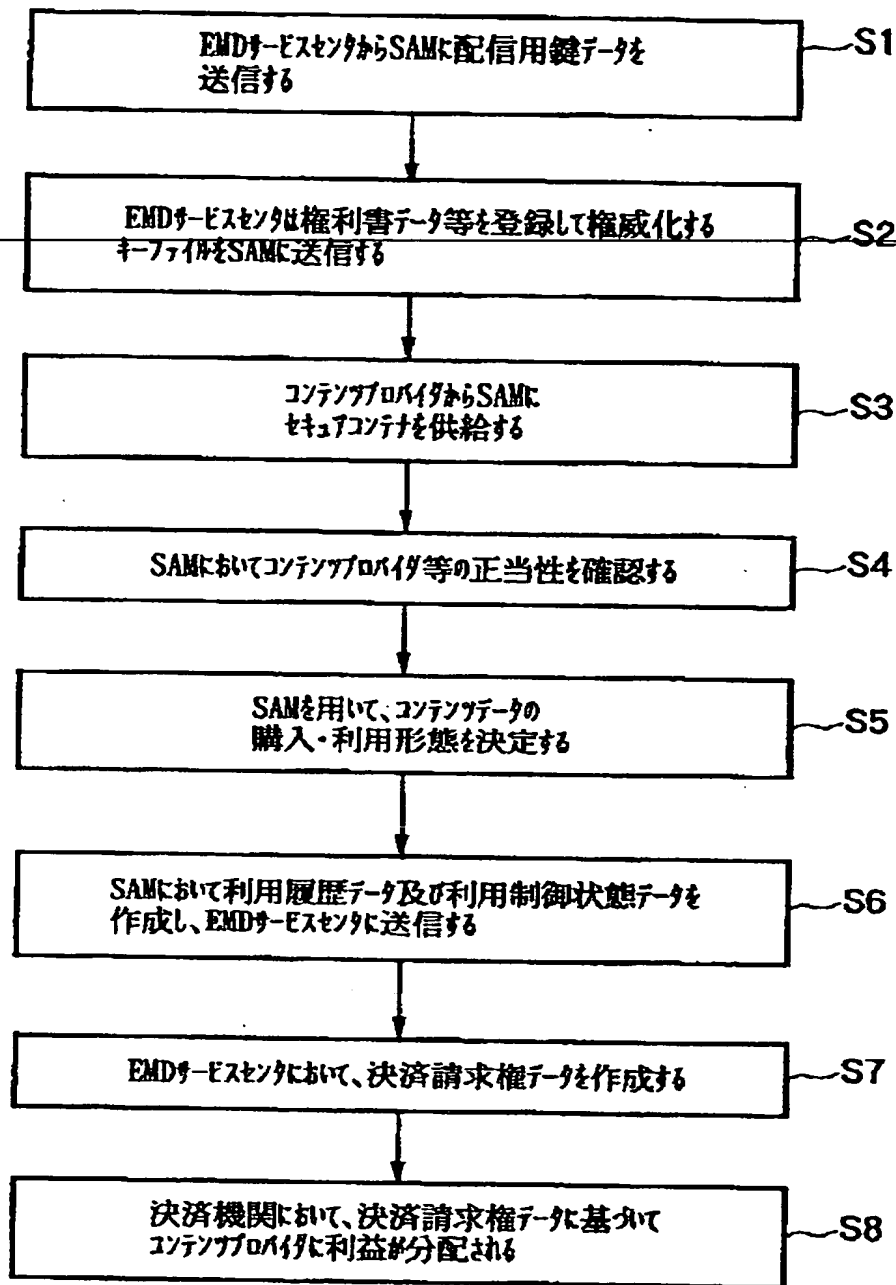 EMDサービスセンタからSAMに配信用鍵データを
送信する
S1
EMDサービスセンタは権利書データ等を登録して権威化する
キーファイルをSAMに送信する
S2
コンテンツプロバイダからSAMに
セキュアコンテナを供給する
S3
SAMにおいてコンテンツプロバイダ等の正当性を確認する
S4
SAMを用いて、コンテンツデータの
購入・利用形態を決定する
S5
SAMにおいて利用履歴データ及び利用制御状態データを
作成し、EMDサービスセンタに送信する
S6
EMDサービスセンタにおいて、決済請求権データを作成する
S7
決済機関において、決済請求権データに基づいて
コンテンツプロバイダに利益が分配される
S8